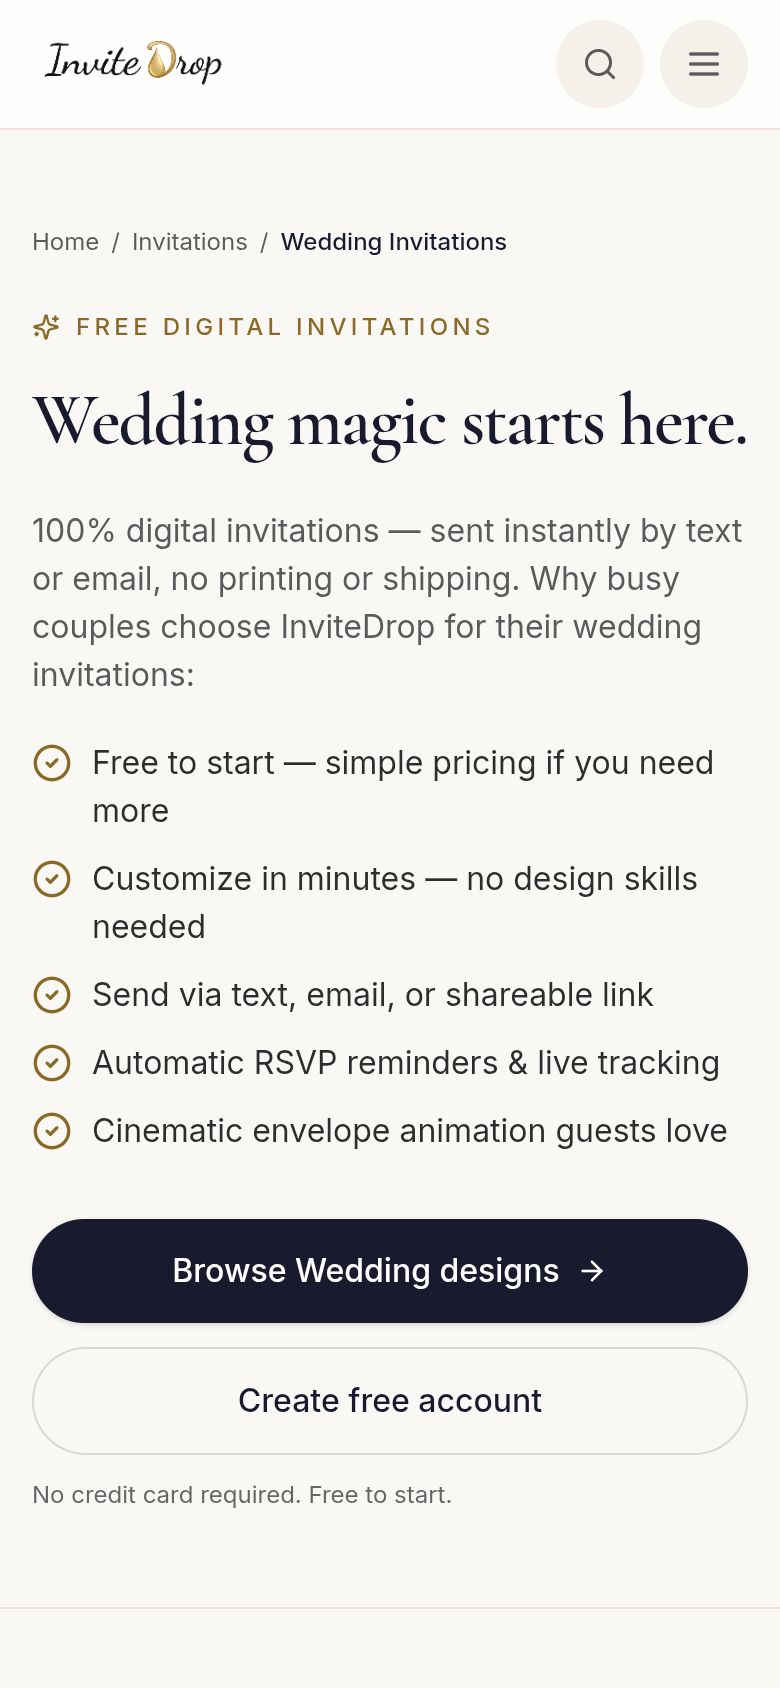 Invite Drop
Home / Invitations / Wedding Invitations
FREE DIGITAL INVITATIONS
Wedding magic starts here.
100% digital invitations — sent instantly by text
or email, no printing or shipping. Why busy
couples choose InviteDrop for their wedding
invitations:
Free to start — simple pricing if you need
more
Customize in minutes — no design skills
needed
Send via text, email, or shareable link
Automatic RSVP reminders & live tracking
Cinematic envelope animation guests love
Browse Wedding designs →
Create free account
No credit card required. Free to start.